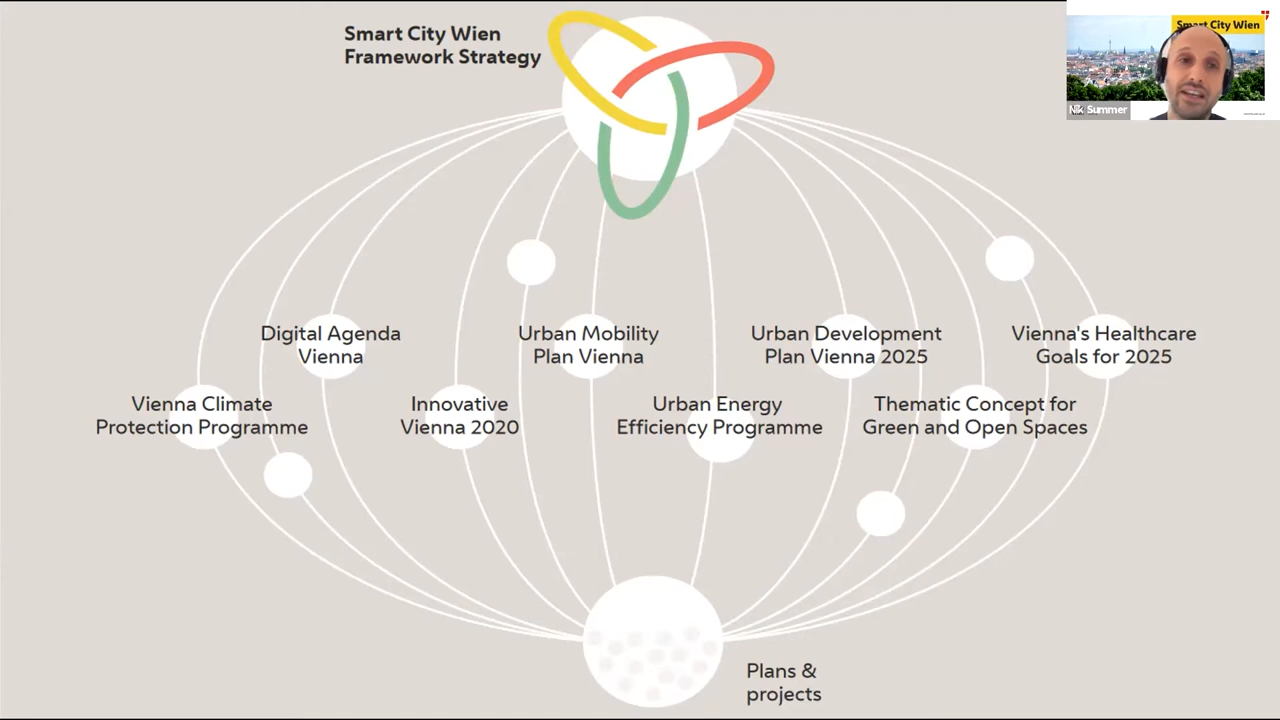 Smart City Wien
Framework Strategy
Smart City Wien
Nik Summer
Digital Agenda
Vienna
Urban Mobility
Plan Vienna
Urban Development
Plan Vienna 2025
Vienna's Healthcare
Goals for 2025
Vienna Climate
Protection Programme
Innovative
Vienna 2020
Urban Energy
Efficiency Programme
Thematic Concept for
Green and Open Spaces
Plans &
projects